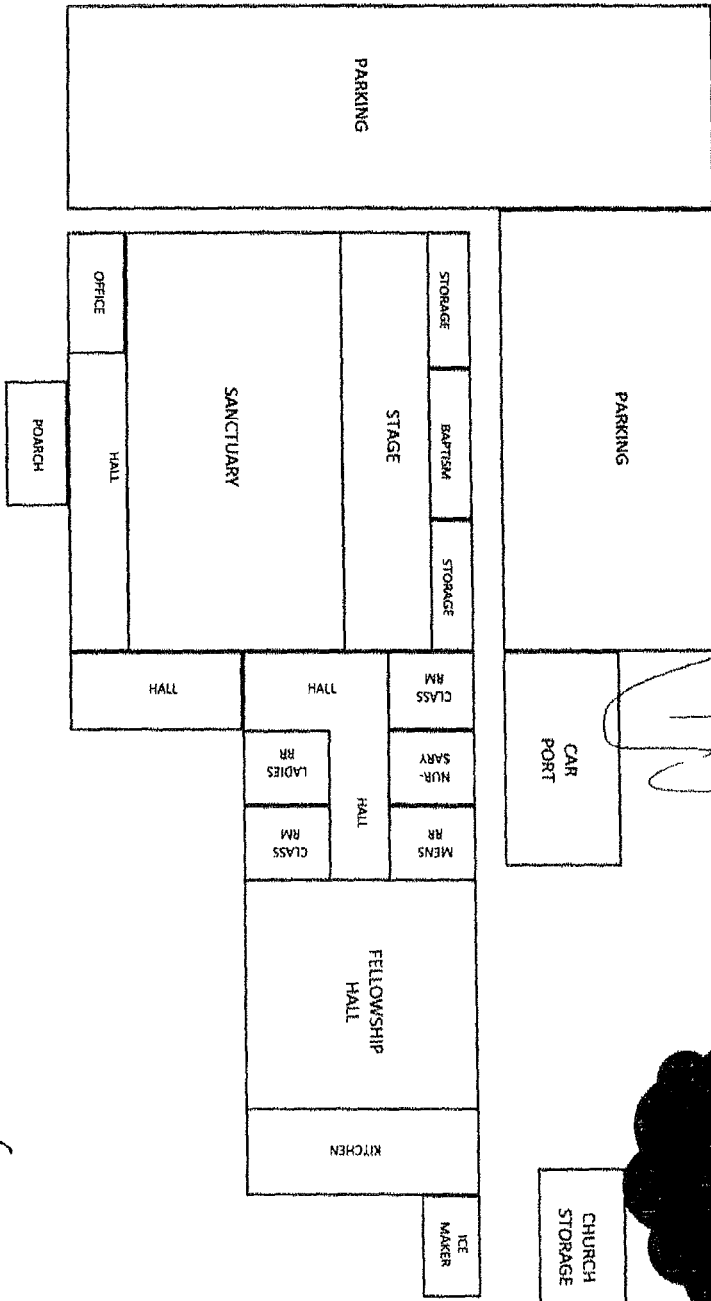 PARKING
PARKING
STORAGE
BAPTISM
STORAGE
STAGE
SANCTUARY
OFFICE
HALL
POARCH
CAR
PORT
CLASS
RM
HALL
HALL
NUR-
SARY
LADIES
RR
HALL
MENS
RR
CLASS
RM
FELLOWSHIP
HALL
KITCHEN
ICE
MAKER
CHURCH
STORAGE